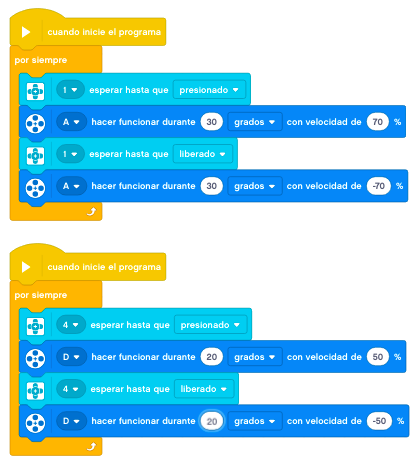 cuando inicie el programa
por siempre
1 esperar hasta que presionado
A hacer funcionar durante 30 grados con velocidad de 70 %
1 esperar hasta que liberado
A hacer funcionar durante 30 grados con velocidad de -70 %
cuando inicie el programa
por siempre
4 esperar hasta que presionado
D hacer funcionar durante 20 grados con velocidad de 50 %
4 esperar hasta que liberado
D hacer funcionar durante 20 grados con velocidad de -50 %